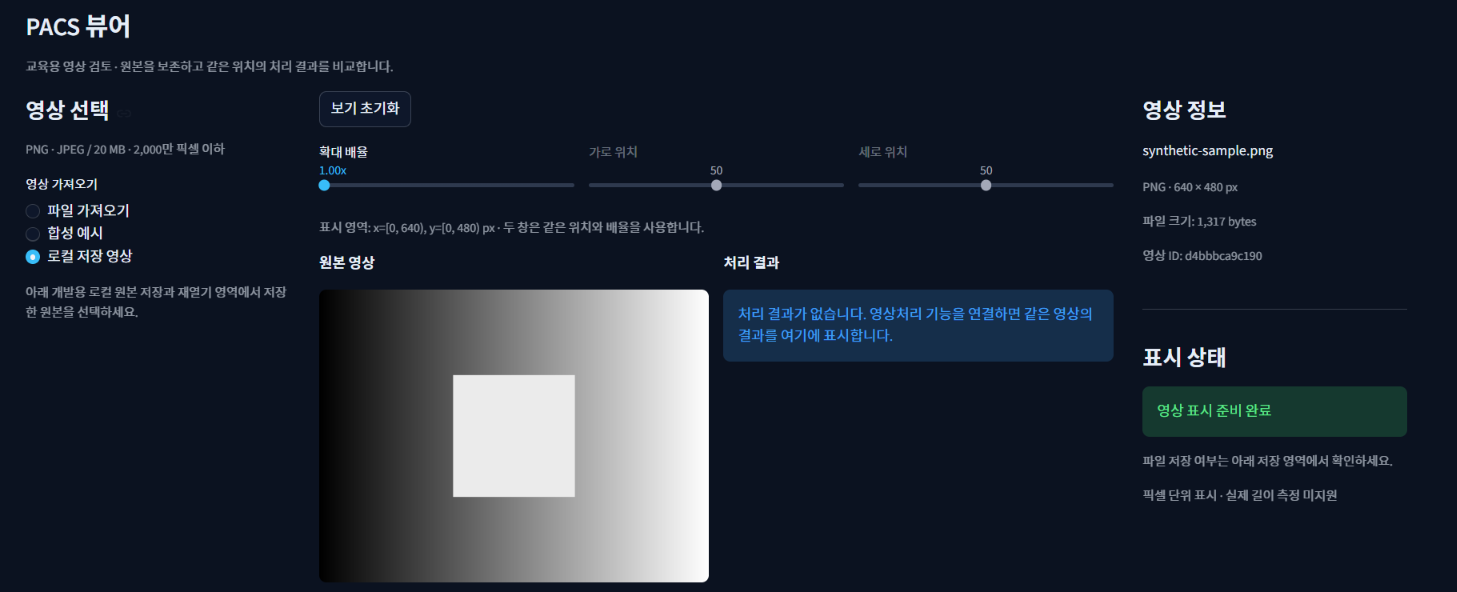 PACS 뷰어
교육용 영상 검토 · 원본을 보존하고 같은 위치의 처리 결과를 비교합니다.
영상 선택
PNG · JPEG / 20 MB · 2,000만 픽셀 이하
영상 가져오기
파일 가져오기
합성 예시
로컬 저장 영상
아래 개발용 로컬 원본 저장과 재열기 영역에서 저장
한 원본을 선택하세요.
보기 초기화
확대 배율
1.00x
가로 위치
50
세로 위치
50
표시 영역: x=[0, 640), y=[0, 480) px · 두 창은 같은 위치와 배율을 사용합니다.
원본 영상
처리 결과
처리 결과가 없습니다. 영상처리 기능을 연결하면 같은 영상의
결과를 여기에 표시합니다.
영상 정보
synthetic-sample.png
PNG · 640 × 480 px
파일 크기: 1,317 bytes
영상 ID: d4bbbca9c190
표시 상태
영상 표시 준비 완료
파일 저장 여부는 아래 저장 영역에서 확인하세요.
픽셀 단위 표시 · 실제 길이 측정 미지원